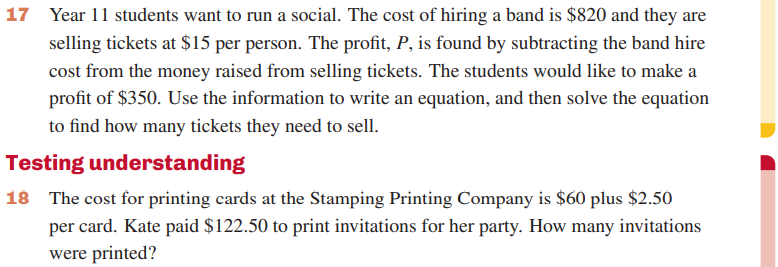 17 Year 11 students want to run a social. The cost of hiring a band is $820 and they are
selling tickets at $15 per person. The profit, P, is found by subtracting the band hire
cost from the money raised from selling tickets. The students would like to make a
profit of $350. Use the information to write an equation, and then solve the equation
to find how many tickets they need to sell.
Testing understanding
18 The cost for printing cards at the Stamping Printing Company is $60 plus $2.50
per card. Kate paid $122.50 to print invitations for her party. How many invitations
were printed?